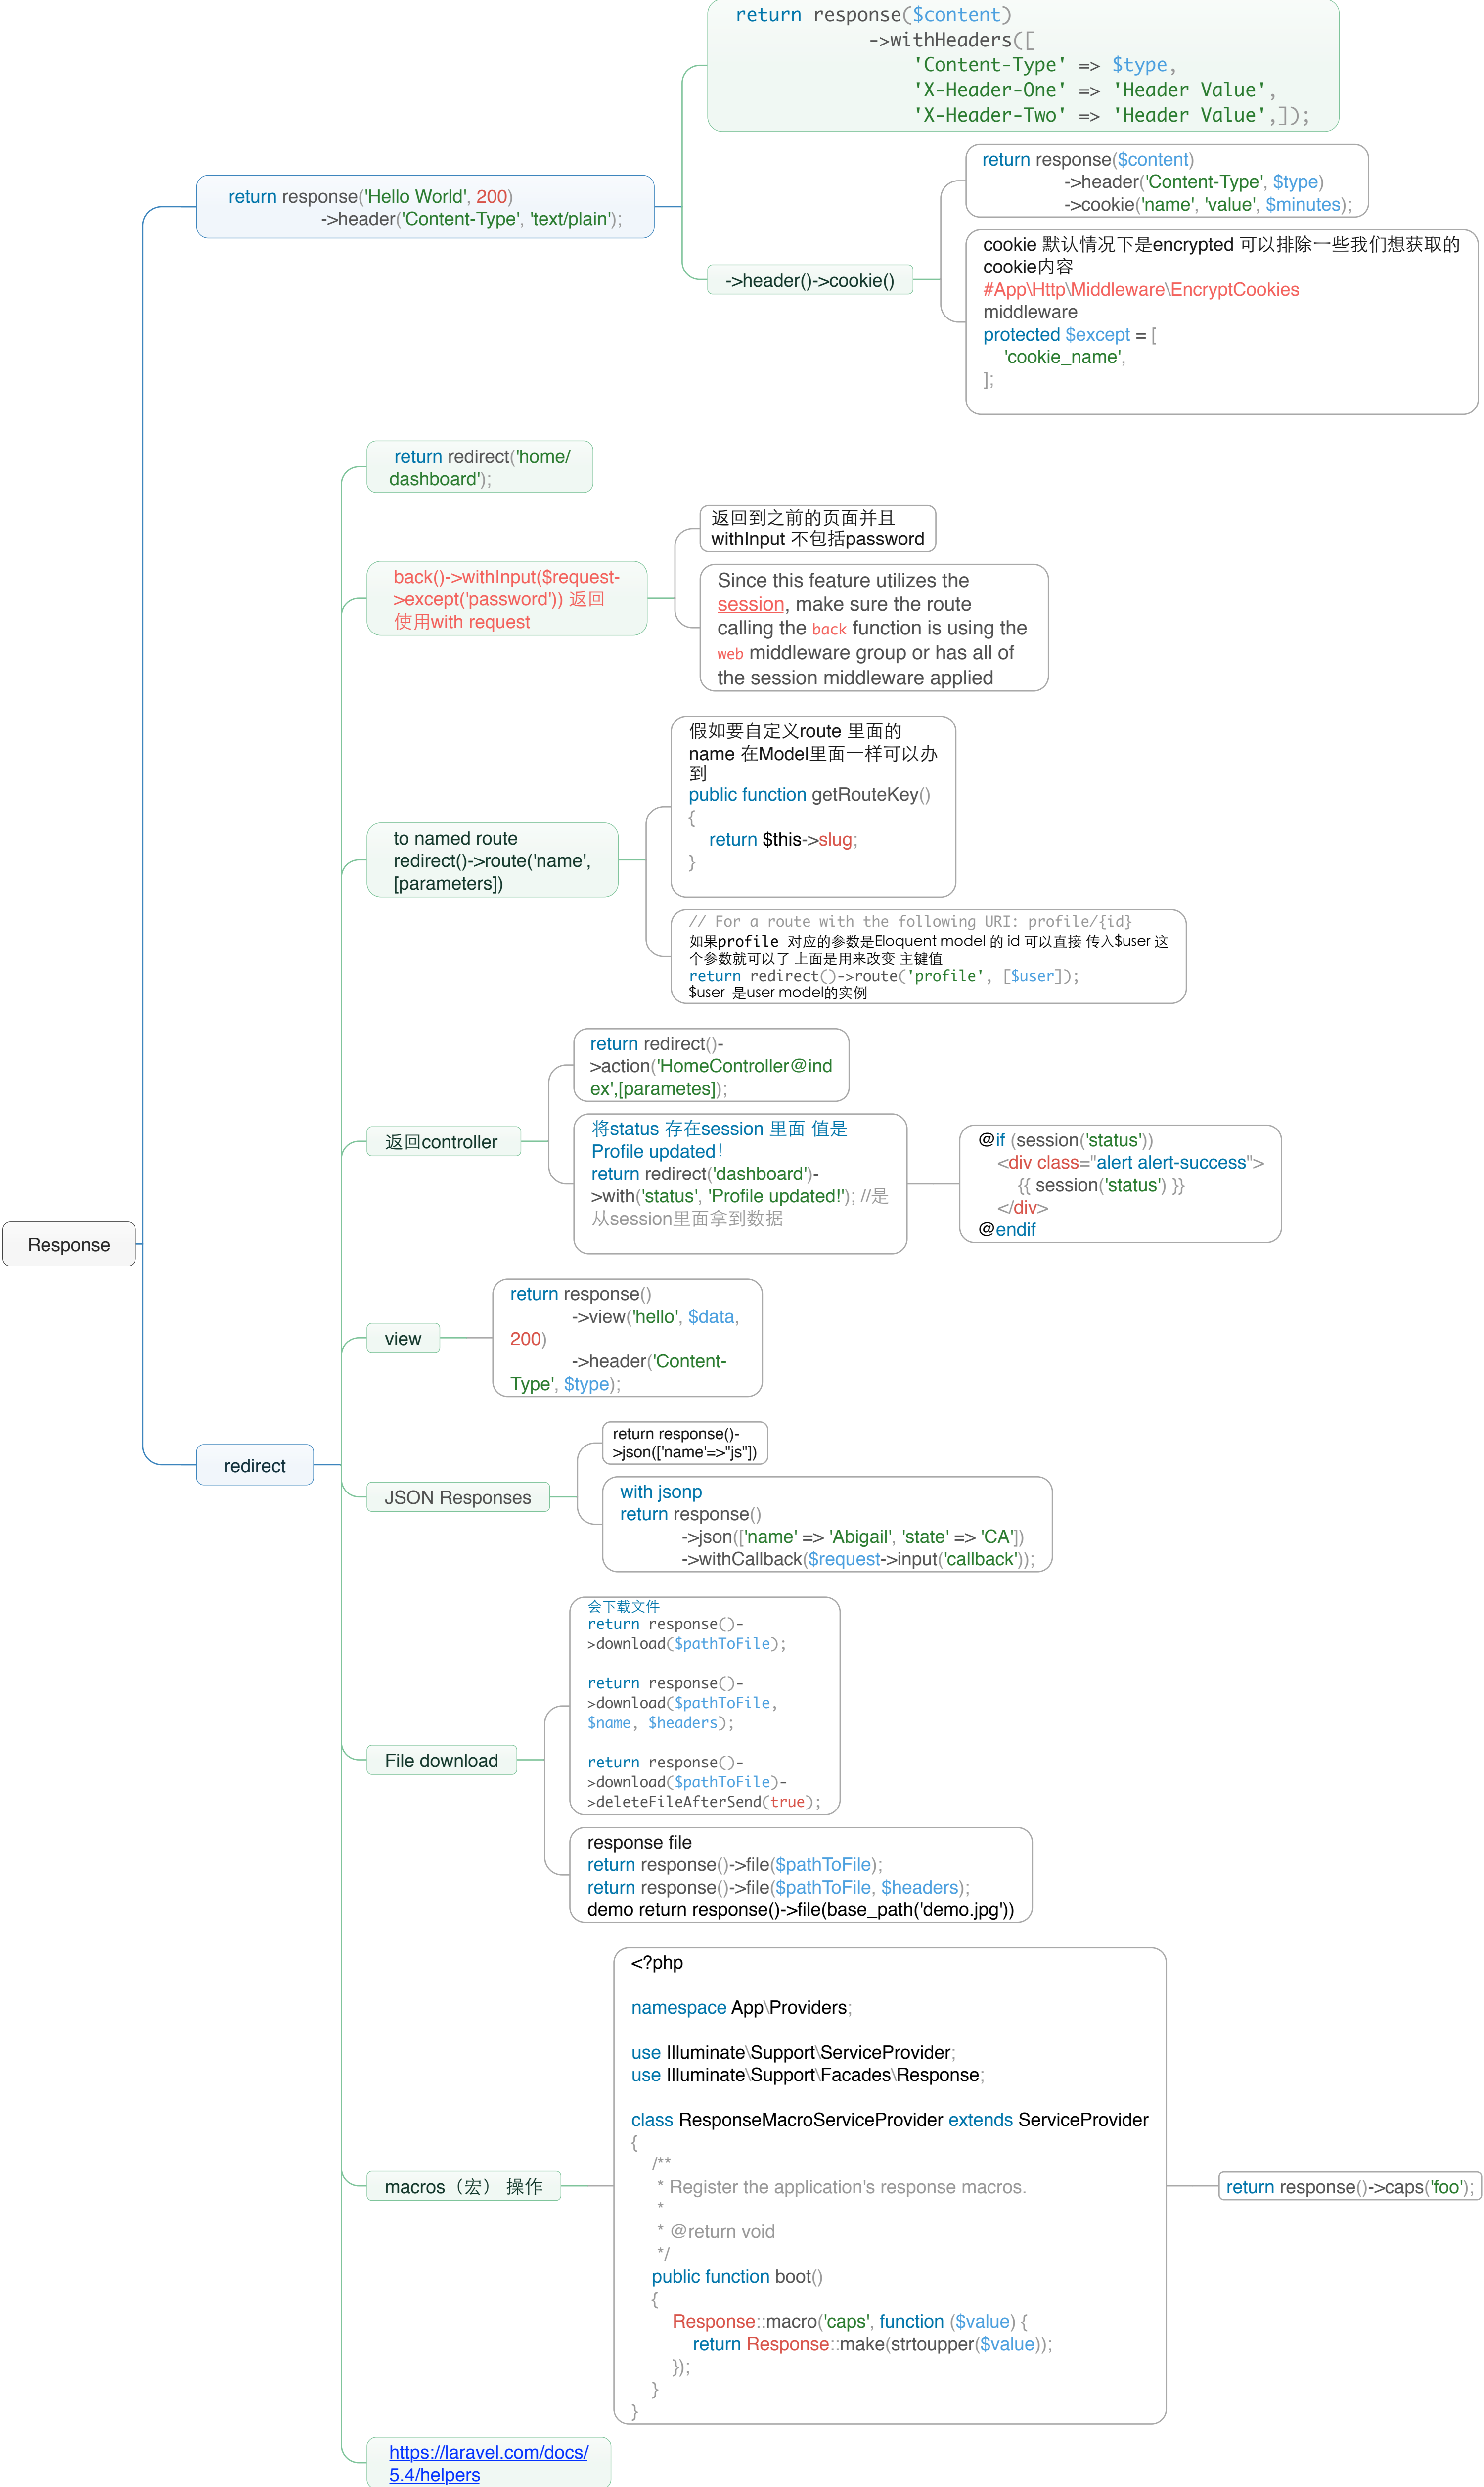 return response($content)
->withHeaders([
'Content-Type' => $type,
'X-Header-One' => 'Header Value',
'X-Header-Two' => 'Header Value',]);
return response('Hello World', 200)
->header('Content-Type', 'text/plain');
return response($content)
->header('Content-Type', $type)
->cookie('name', 'value', $minutes);
->header()->cookie()
cookie 默认情况下是encrypted 可以排除一些我们想获取的
cookie内容
#App\Http\Middleware\EncryptCookies
middleware
protected $except = [
'cookie_name',
];
return redirect('home/
dashboard');
返回到之前的页面并且
withInput 不包括password
back()->withInput($request-
>except('password')) 返回
使用with request
Since this feature utilizes the
session, make sure the route
calling the back function is using the
web middleware group or has all of
the session middleware applied
假如要自定义route 里面的
name 在Model里面一样可以办
到
public function getRouteKey()
{
return $this->slug;
}
to named route
redirect()->route('name',
[parameters])
// For a route with the following URI: profile/{id}
如果profile 对应的参数是Eloquent model 的 id 可以直接 传入$user 这
个参数就可以了 上面是用来改变 主键值
return redirect()->route('profile', [$user]);
$user 是user model的实例
return redirect()-
>action('HomeController@ind
ex',[parametes]);
返回controller
将status 存在session 里面 值是
Profile updated!
return redirect('dashboard')-
>with('status', 'Profile updated!'); //是
从session里面拿到数据
@if (session('status'))
<div class="alert alert-success">
{{ session('status') }}
</div>
@endif
Response
return response()
->view('hello', $data,
200)
->header('Content-
Type', $type);
view
redirect
return response()-
>json(['name'=>"js"])
JSON Responses
with jsonp
return response()
->json(['name' => 'Abigail', 'state' => 'CA'])
->withCallback($request->input('callback'));
会下载文件
return response()-
>download($pathToFile);
return response()-
>download($pathToFile,
$name, $headers);
return response()-
>download($pathToFile)-
>deleteFileAfterSend(true);
File download
response file
return response()->file($pathToFile);
return response()->file($pathToFile, $headers);
demo return response()->file(base_path('demo.jpg'))
<?php
namespace App\Providers;
use Illuminate\Support\ServiceProvider;
use Illuminate\Support\Facades\Response;
class ResponseMacroServiceProvider extends ServiceProvider
{
/**
* Register the application's response macros.
*
* @return void
*/
public function boot()
{
Response::macro('caps', function ($value) {
return Response::make(strtoupper($value));
});
}
}
macros（宏） 操作
return response()->caps('foo');
https://laravel.com/docs/
5.4/helpers